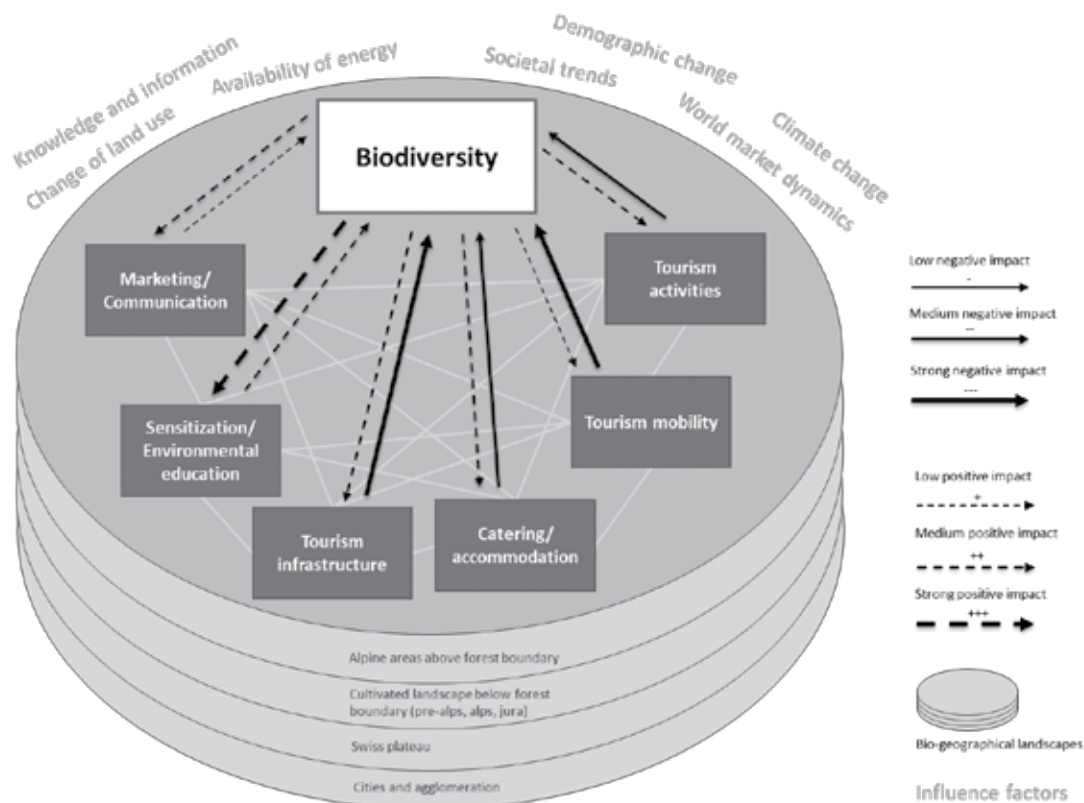 Knowledge and information
Change of land use
Availability of energy
Societal trends
Demographic change
World market dynamics
Climate change
Biodiversity
Marketing/
Communication
Tourism
activities
Sensitization/
Environmental
education
Tourism mobility
Tourism
infrastructure
Catering/
accommodation
Alpine areas above forest boundary
Cultivated landscape below forest
boundary (pre-alps, alps, jura)
Swiss plateau
Cities and agglomeration
Low negative impact
-
Medium negative impact
--
Strong negative impact
---
Low positive impact
+
Medium positive impact
++
Strong positive impact
+++
Bio-geographical landscapes
Influence factors